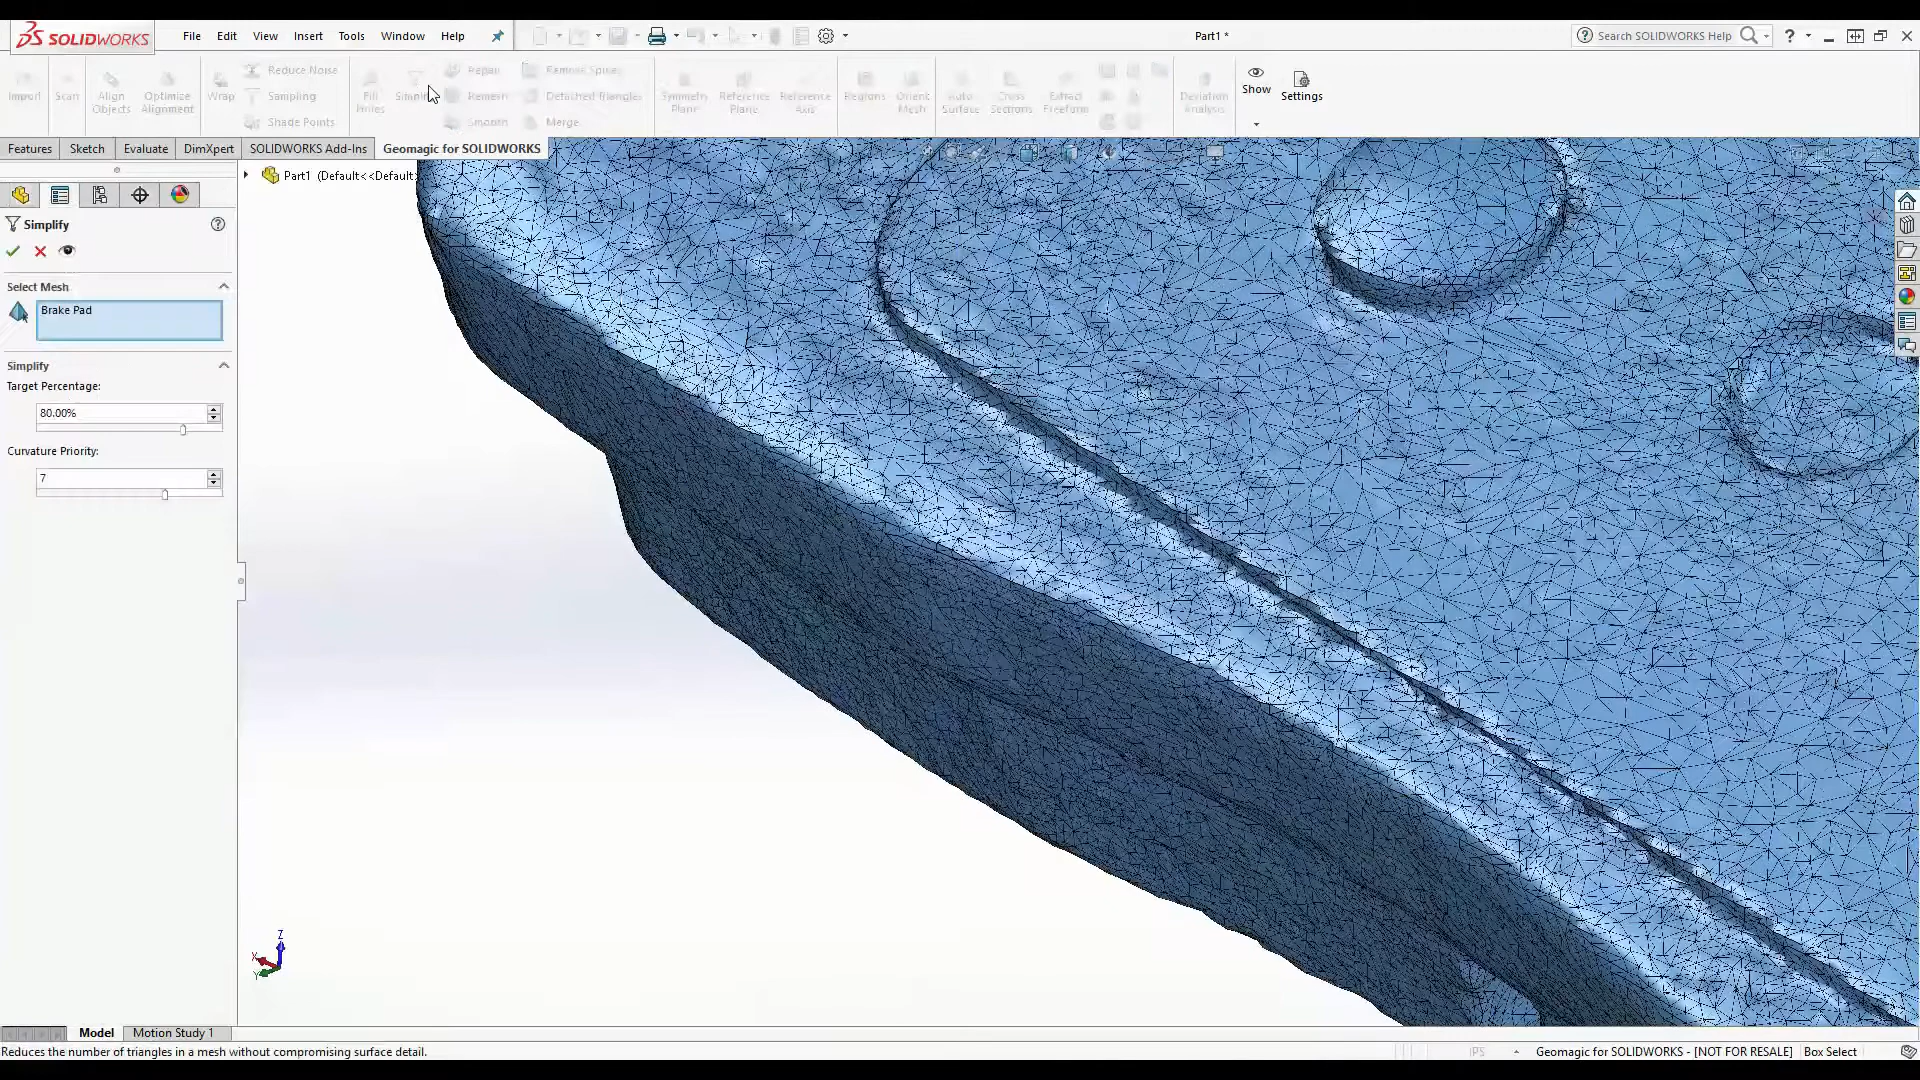 SOLIDWORKS File Edit View Insert Tools Window Help Part1 * Search SOLIDWORKS Help ?
Import
Scan
Align Objects
Optimize Alignment
Wrap
Reduce Noise
Sampling
Shade Points
Fill Holes
Repair
Remesh
Smooth
Remove Spikes
Detached Triangles
Merge
Symmetry Plane
Reference Plane
Reference Axis
Regions
Orient Mesh
Auto Surface
Cross Sections
Extract Freeform
Deviation Analysis
Show
Settings
Features Sketch Evaluate DimXpert SOLIDWORKS Add-Ins Geomagic for SOLIDWORKS
Part1 (Default<<Default>
Simplify
Select Mesh
Brake Pad
Simplify
Target Percentage:
80.00%
Curvature Priority:
7
Z
X
Y
Model Motion Study 1
Reduces the number of triangles in a mesh without compromising surface detail. IPS Geomagic for SOLIDWORKS - [NOT FOR RESALE] Box Select